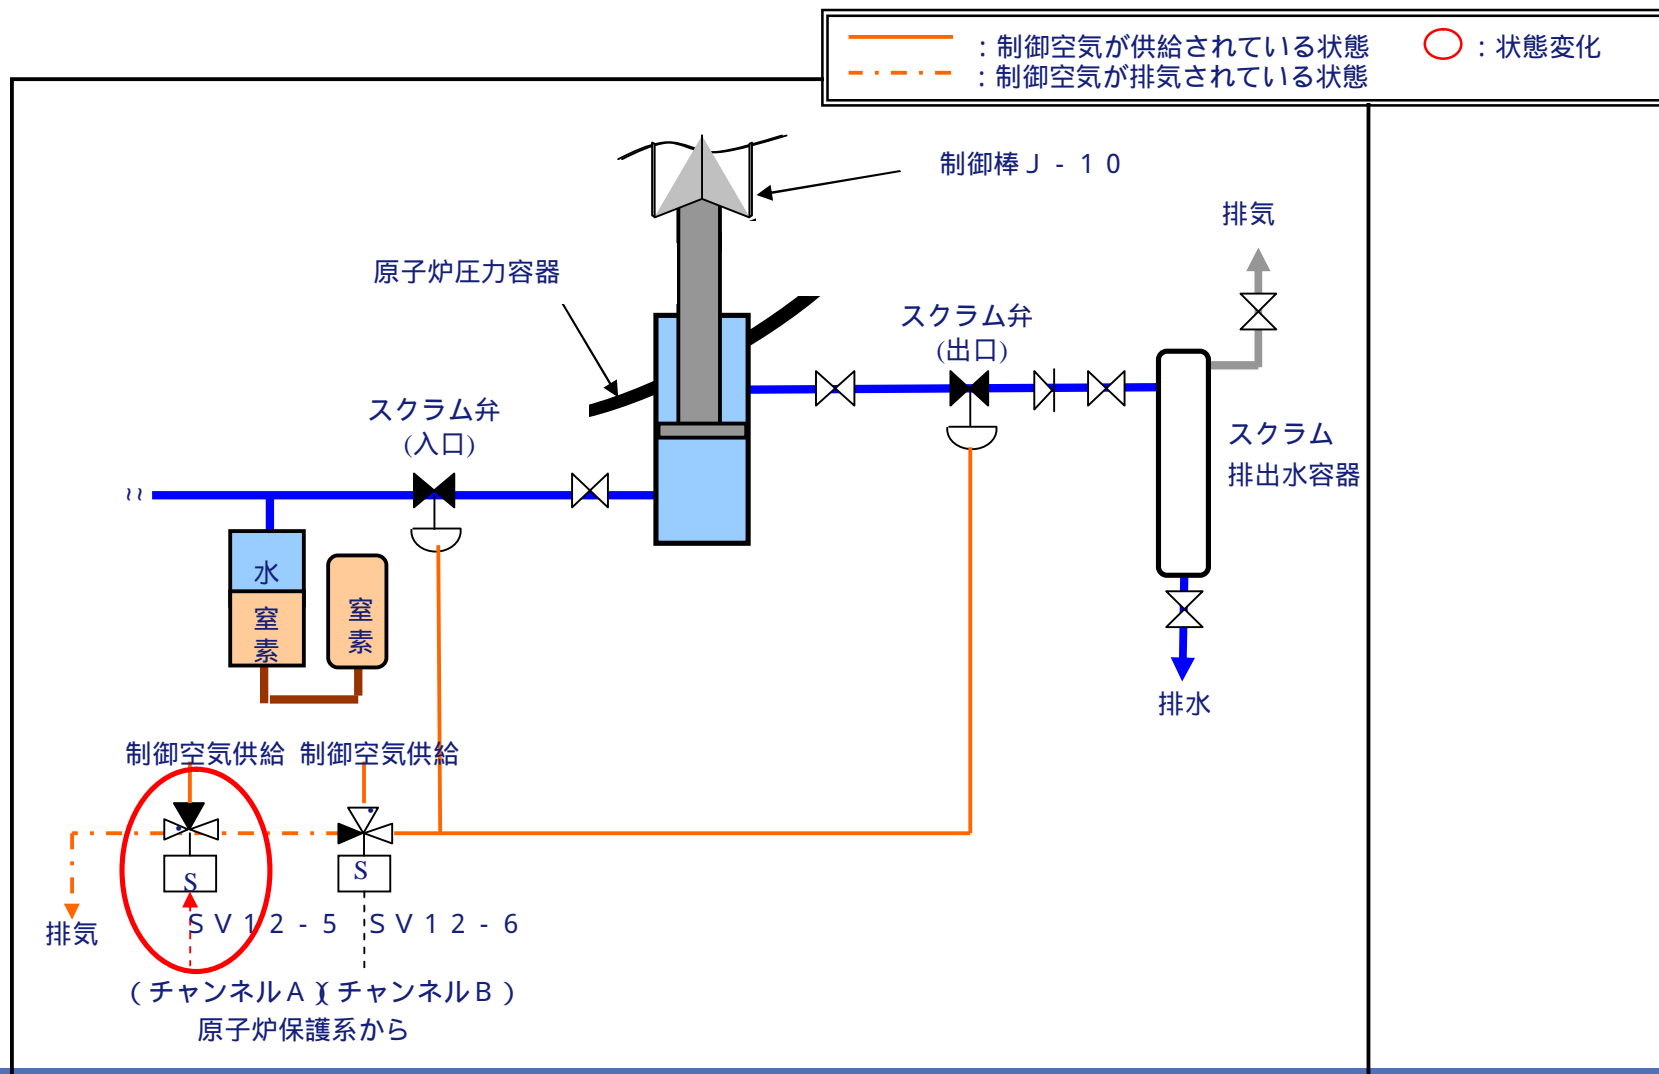 ：制御空気が供給されている状態
：状態変化
：制御空気が排気されている状態
制御棒Ｊ‐１０
排気
原子炉圧力容器
スクラム弁
(出口)
スクラム弁
(入口)
スクラム
排出水容器
~~
水
窒
素
窒
素
排水
制御空気供給
制御空気供給
S
S
ＳＶ１２‐５
ＳＶ１２‐６
排気
（チャンネルＡ）
（チャンネルＢ）
原子炉保護系から